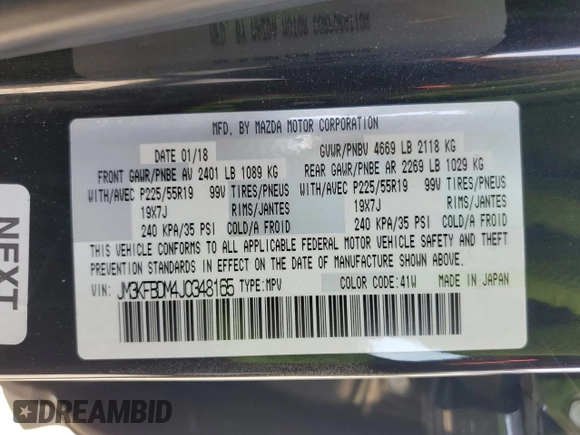 MFD. BY MAZDA MOTOR CORPORATION
DATE 01/18 GVWR/PNBV 4669 LB 2118 KG
FRONT GAWR/PNBE AV 2401 LB 1089 KG REAR GAWR/PNBE AR 2269 LB 1029 KG
WITH/AVEC P225/55R19 99V TIRES/PNEUS WITH/AVEC P225/55R19 99V TIRES/PNEUS
19X7J RIMS/JANTES 19X7J RIMS/JANTES
240 KPA/35 PSI COLD/A FROID 240 KPA/35 PSI COLD/A FROID
THIS VEHICLE CONFORMS TO ALL APPLICABLE FEDERAL MOTOR VEHICLE SAFETY AND THEFT
PREVENTION STANDARDS IN EFFECT ON THE DATE OF MANUFACTURE SHOWN ABOVE.
VIN: JM3KFBDM4J0348165 TYPE:MPV COLOR CODE:41W MADE IN JAPAN
NEXT
DREAMBID